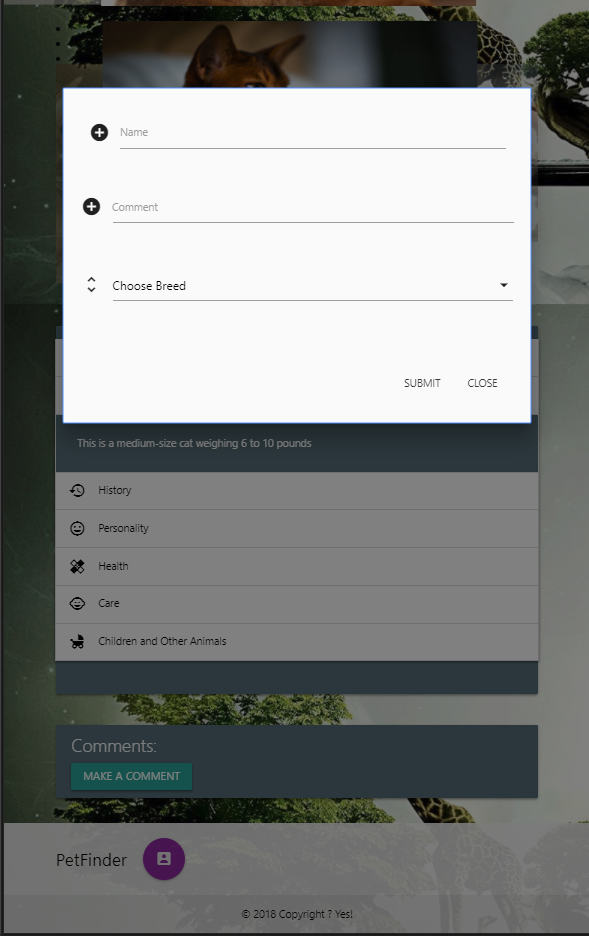 Name
Comment
Choose Breed
SUBMIT CLOSE
This is a medium-size cat weighing 6 to 10 pounds
History
Personality
Health
Care
Children and Other Animals
Comments:
MAKE A COMMENT
PetFinder
© 2018 Copyright ? Yes!